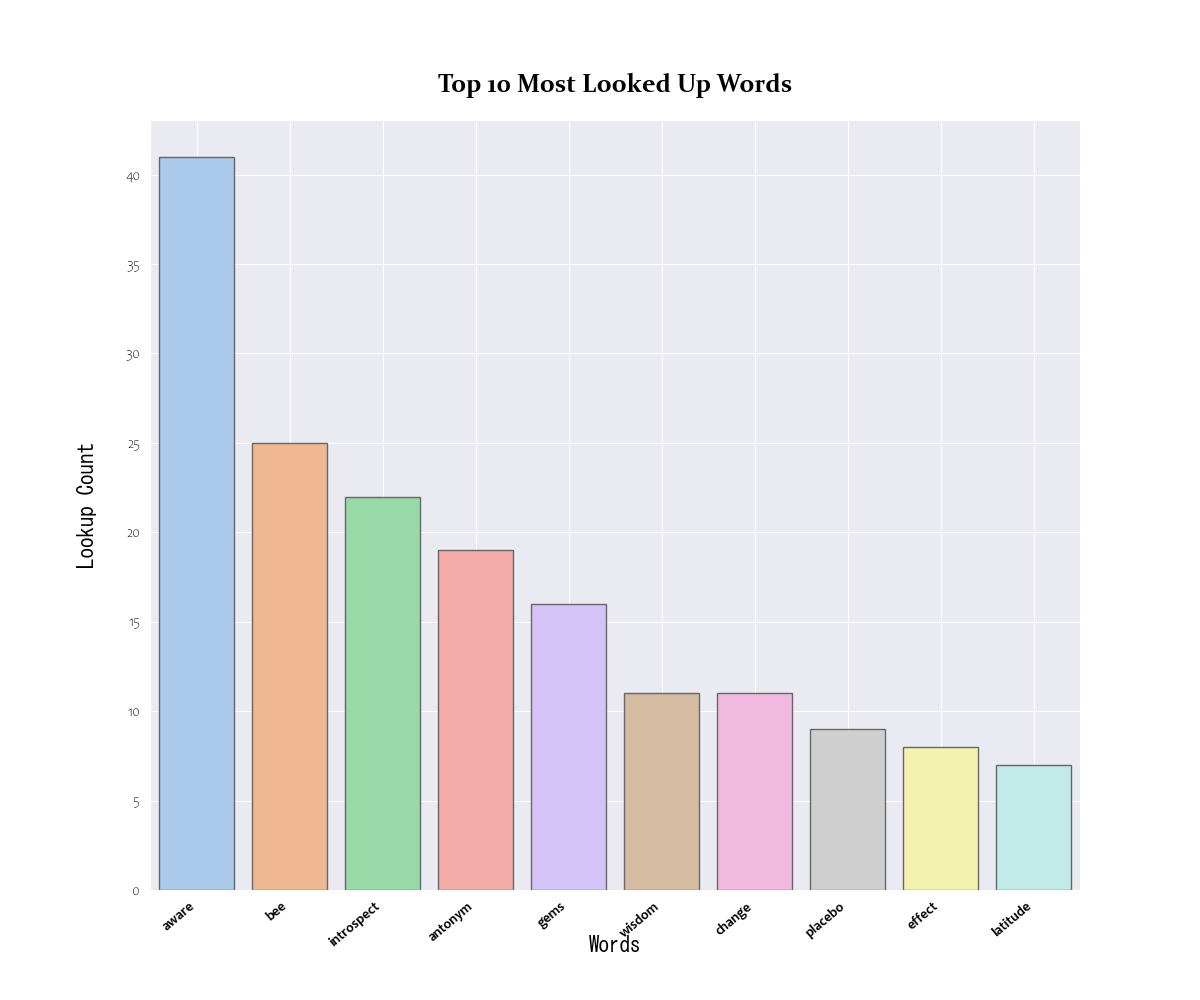 Top 10 Most Looked Up Words
Lookup Count
40
35
30
25
20
15
10
5
0
aware
bee
introspect
antonym
gems
wisdom
change
placebo
effect
latitude
Words